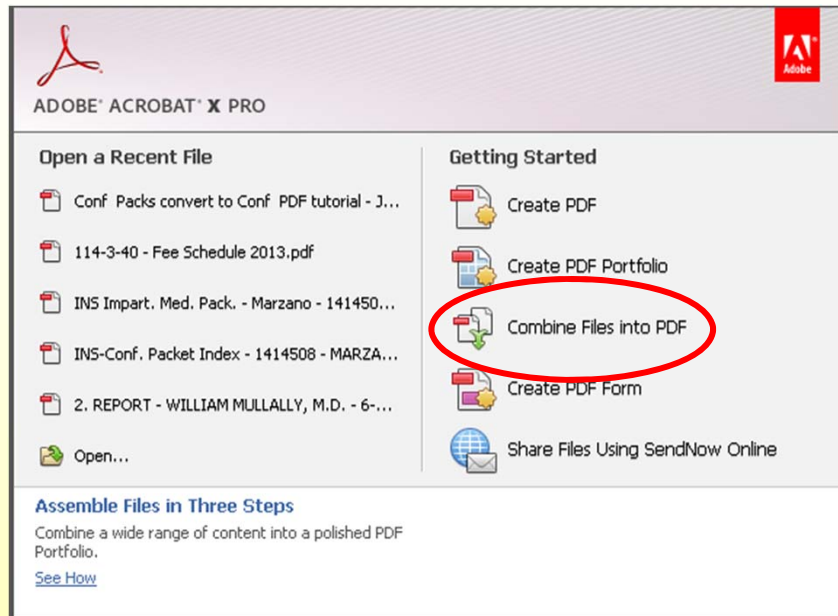 Adobe
ADOBE® ACROBAT® X PRO
Open a Recent File
Conf Packs convert to Conf PDF tutorial - J...
114-3-40 - Fee Schedule 2013.pdf
INS Impart. Med. Pack. - Marzano - 141450...
INS-Conf. Packet Index - 1414508 - MARZA...
2. REPORT - WILLIAM MULLALLY, M.D. - 6-...
Open...
Getting Started
Create PDF
Create PDF Portfolio
Combine Files into PDF
Create PDF Form
Share Files Using SendNow Online
Assemble Files in Three Steps
Combine a wide range of content into a polished PDF
Portfolio.
See How